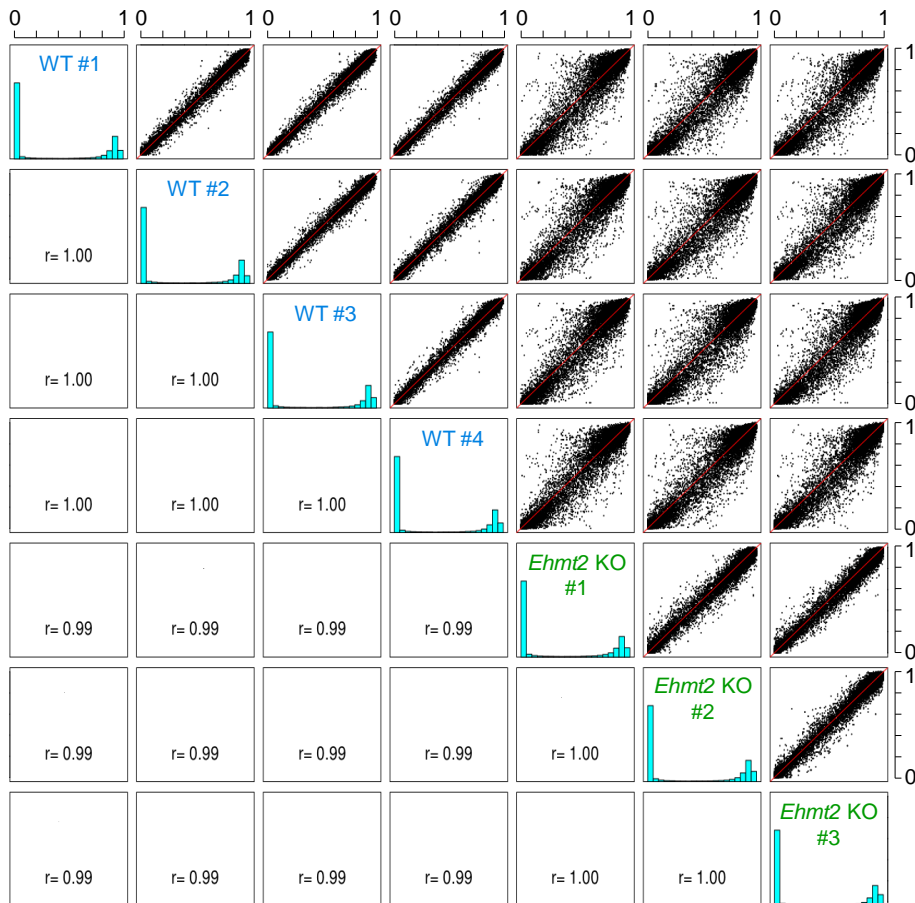 0 1 0 1 0 1 0 1 0 1 0 1 0 1
WT #1
1
0
WT #2
1
r= 1.00
0
WT #3
1
r= 1.00 r= 1.00
0
WT #4
1
r= 1.00 r= 1.00 r= 1.00
0
Ehmt2 KO
#1
1
r= 0.99 r= 0.99 r= 0.99 r= 0.99
0
Ehmt2 KO
#2
1
r= 0.99 r= 0.99 r= 0.99 r= 0.99 r= 1.00
0
Ehmt2 KO
#3
r= 0.99 r= 0.99 r= 0.99 r= 0.99 r= 1.00 r= 1.00